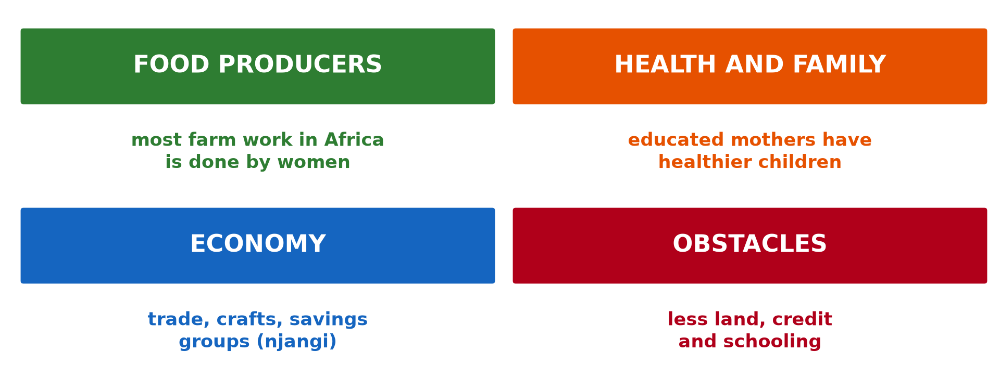 FOOD PRODUCERS
most farm work in Africa
is done by women
HEALTH AND FAMILY
educated mothers have
healthier children
ECONOMY
trade, crafts, savings
groups (njangi)
OBSTACLES
less land, credit
and schooling